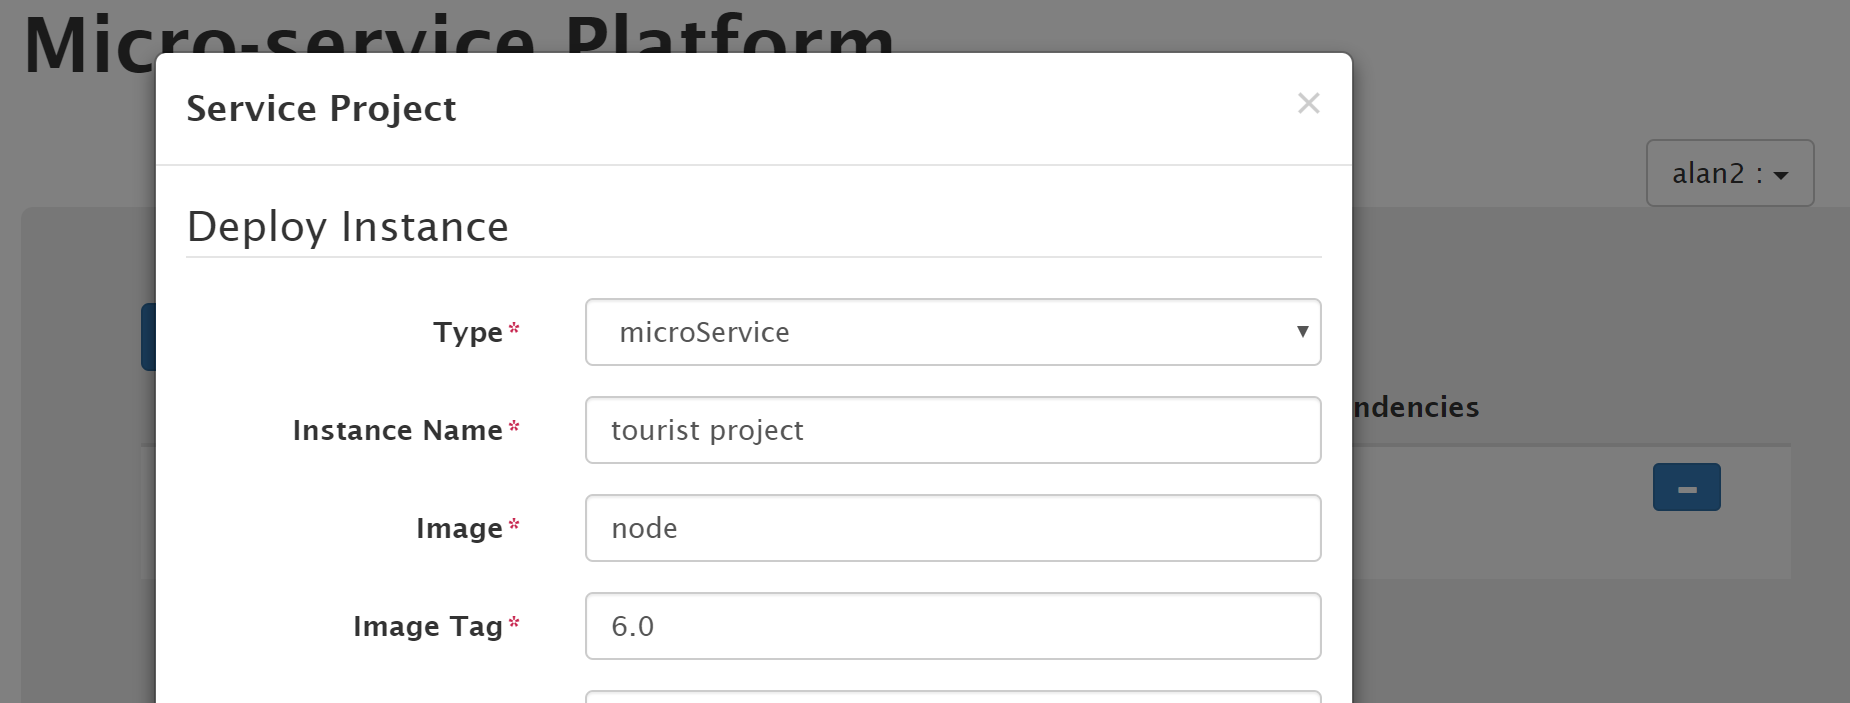 Micro-service Platform
Service Project ×
alan2 :
Deploy Instance
Type* microService
Instance Name* tourist project
ndencies
Image* node
Image Tag* 6.0